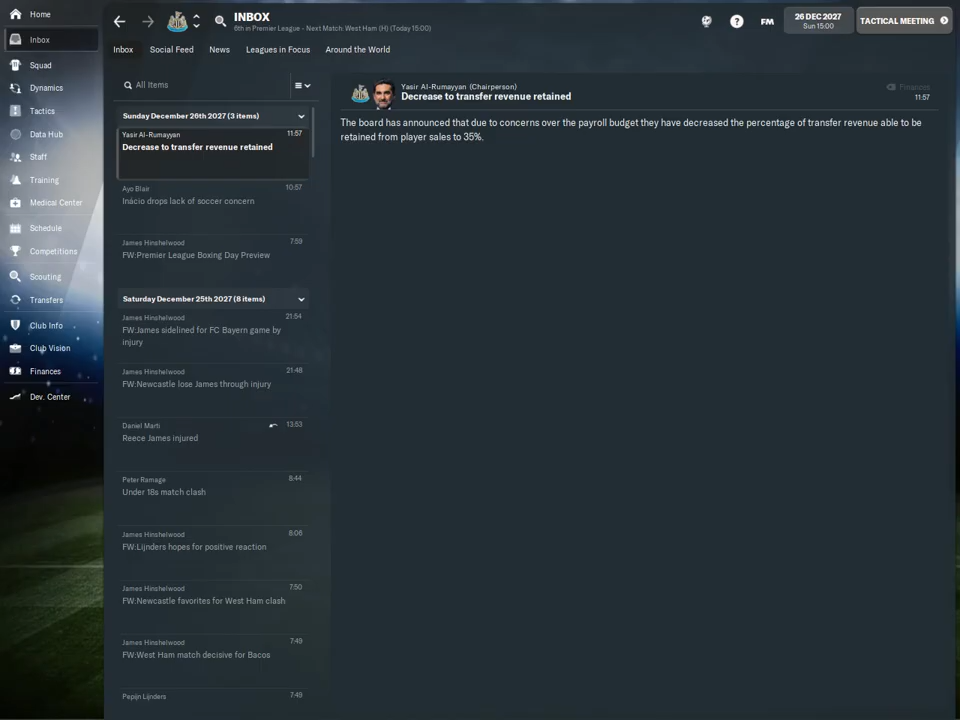 Home
Inbox
Squad
Dynamics
Tactics
Data Hub
Staff
Training
Medical Center
Schedule
Competitions
Scouting
Transfers
Club Info
Club Vision
Finances
Dev. Center
INBOX
6th in Premier League - Next Match: West Ham (H) (Today 15:00)
?
FM
26 DEC 2027
Sun 15:00
TACTICAL MEETING
Inbox
Social Feed
News
Leagues in Focus
Around the World
All Items
Sunday December 26th 2027 (3 items)
Yasir Al-Rumayyan
11:57
Decrease to transfer revenue retained
Ayo Blair
10:57
Inácio drops lack of soccer concern
James Hinshelwood
7:59
FW:Premier League Boxing Day Preview
Saturday December 25th 2027 (8 items)
James Hinshelwood
21:54
FW:James sidelined for FC Bayern game by
injury
James Hinshelwood
21:48
FW:Newcastle lose James through injury
Daniel Martí
13:53
Reece James injured
Peter Ramage
8:44
Under 18s match clash
James Hinshelwood
8:06
FW:Lijnders hopes for positive reaction
James Hinshelwood
7:50
FW:Newcastle favorites for West Ham clash
James Hinshelwood
7:49
FW:West Ham match decisive for Bacos
Pepijn Lijnders
7:49
Yasir Al-Rumayyan (Chairperson)
Decrease to transfer revenue retained
Finances
11:57
The board has announced that due to concerns over the payroll budget they have decreased the percentage of transfer revenue able to be
retained from player sales to 35%.